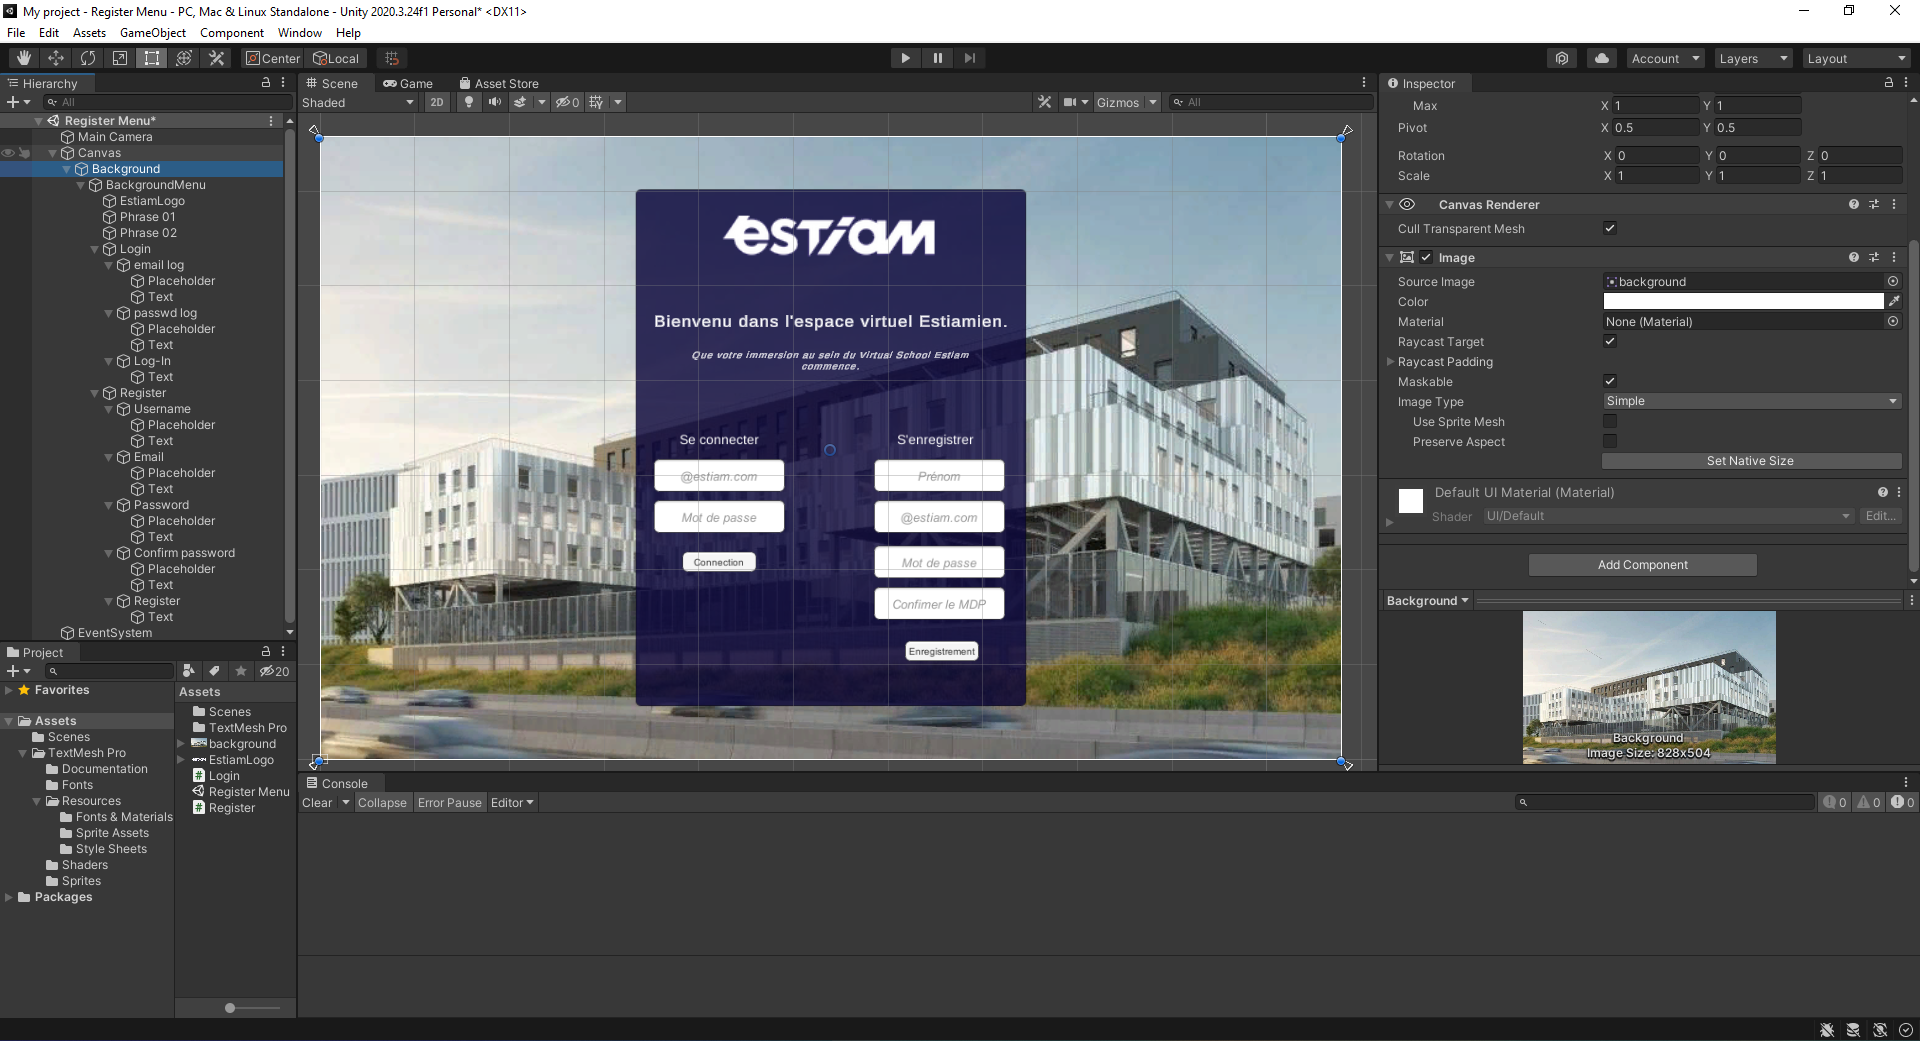 My project - Register Menu - PC, Mac & Linux Standalone - Unity 2020.3.24f1 Personal* <DX11>
File Edit Assets GameObject Component Window Help
Center Local Account Layers Layout
Hierarchy
All
Register Menu*
Main Camera
Canvas
Background
BackgroundMenu
EstiamLogo
Phrase 01
Phrase 02
Login
email log
Placeholder
Text
passwd log
Placeholder
Text
Log-In
Text
Register
Username
Placeholder
Text
Email
Placeholder
Text
Password
Placeholder
Text
Confirm password
Placeholder
Text
Register
Text
EventSystem
Scene Game Asset Store
Shaded 2D 0 Gizmos All
estiam
Bienvenu dans l'espace virtuel Estiamien.
Que votre immersion au sein du Virtual School Estiam
commence.
Se connecter
@estiam.com
Mot de passe
Connection
S'enregistrer
Prénom
@estiam.com
Mot de passe
Confimer le MDP
Enregistrement
Inspector
Max X 1 Y 1
Pivot X 0.5 Y 0.5
Rotation X 0 Y 0 Z 0
Scale X 1 Y 1 Z 1
Canvas Renderer
Cull Transparent Mesh
Image
Source Image background
Color
Material None (Material)
Raycast Target
Raycast Padding
Maskable
Image Type Simple
Use Sprite Mesh
Preserve Aspect
Set Native Size
Default UI Material (Material)
Shader UI/Default Edit...
Add Component
Background
Background
Image Size: 828x504
Project
20
Favorites
Assets
Scenes
TextMesh Pro
Documentation
Fonts
Resources
Fonts & Materials
Sprite Assets
Style Sheets
Shaders
Sprites
Packages
Assets
Scenes
TextMesh Pro
background
EstiamLogo
Login
Register Menu
Register
Console
Clear Collapse Error Pause Editor 0 0 0